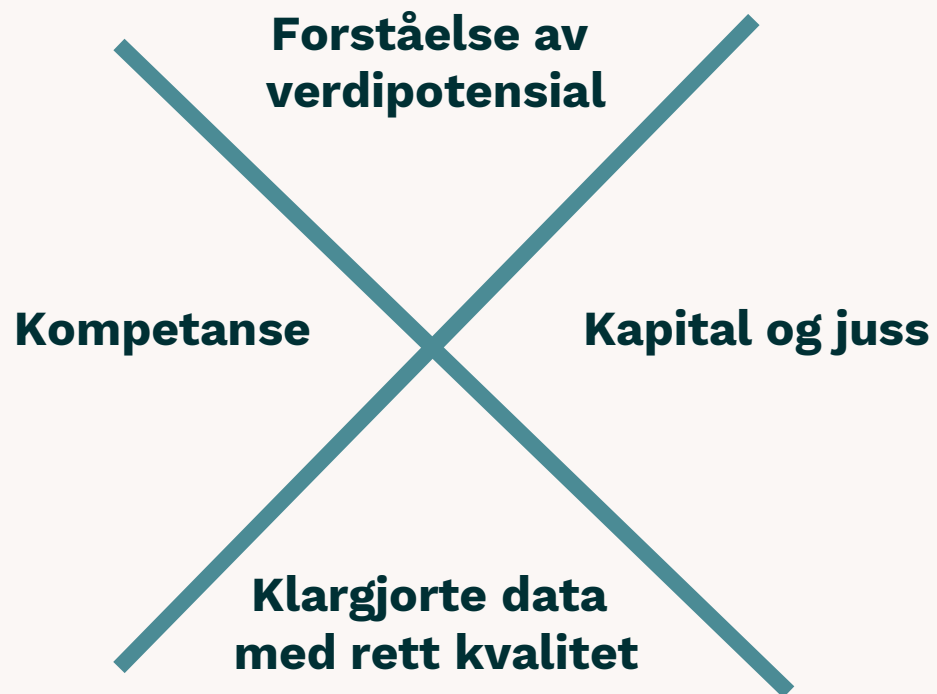 Forståelse av
verdipotensial
Kompetanse
Kapital og juss
Klargjorte data
med rett kvalitet